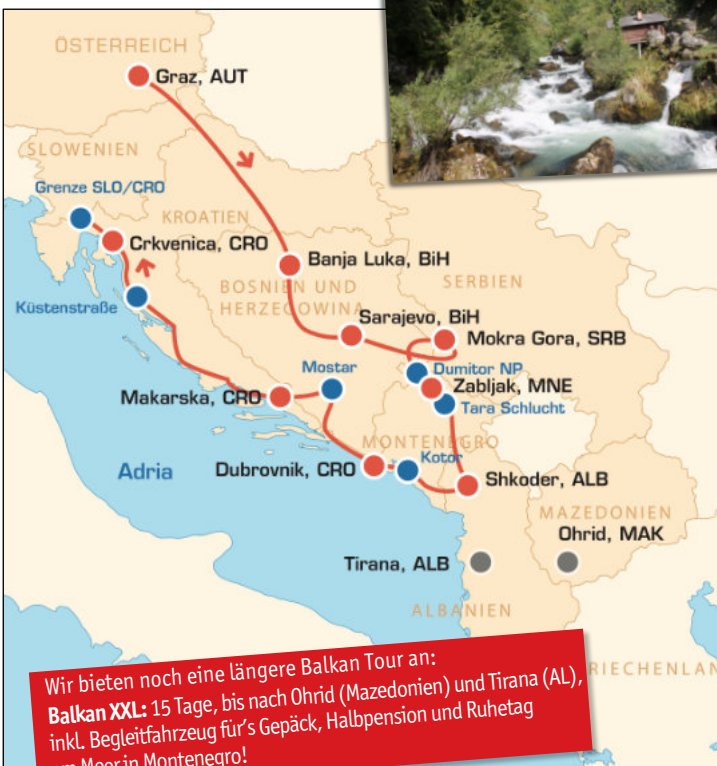 ÖSTERREICH
Graz, AUT
SLOWENIEN
Grenze SLO/CRO
KROATIEN
Crkvenica, CRO
Banja Luka, BiH
BOSNIEN UND
HERZEGOWINA
SERBIEN
Küstenstraße
Sarajevo, BiH
Mokra Gora, SRB
Mostar
Dumitor NP
Zabljak, MNE
Makarska, CRO
Tara Schlucht
MONTENEGRO
Adria
Dubrovnik, CRO
Kotor
Shkoder, ALB
MAZEDONIEN
Ohrid, MAK
Tirana, ALB
ALBANIEN
RIECHENLAN
Wir bieten noch eine längere Balkan Tour an:
Balkan XXL: 15 Tage, bis nach Ohrid (Mazedonien) und Tirana (AL),
inkl. Begleitfahrzeug für's Gepäck, Halbpension und Ruhetag
Meer in Montenegro!